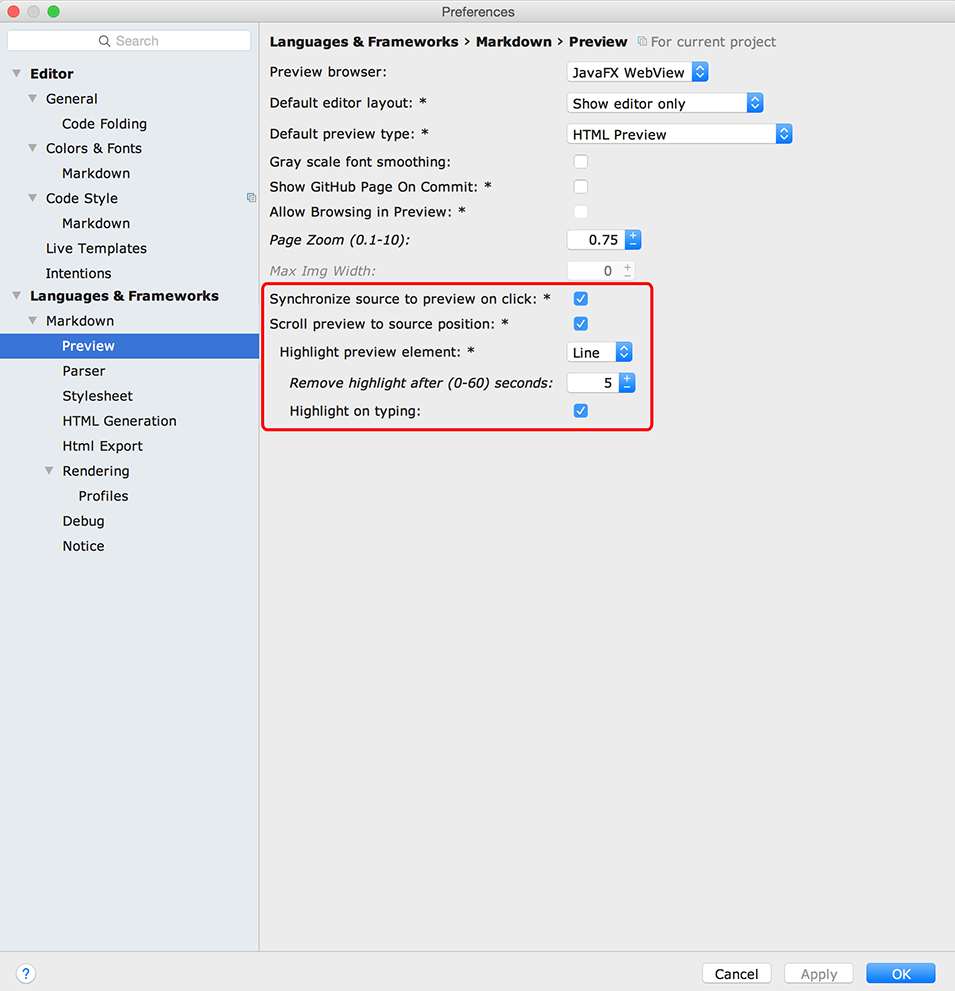 Preferences
Search
Editor
General
Code Folding
Colors & Fonts
Markdown
Code Style
Markdown
Live Templates
Intentions
Languages & Frameworks
Markdown
Preview
Parser
Stylesheet
HTML Generation
Html Export
Rendering
Profiles
Debug
Notice
Languages & Frameworks › Markdown › Preview For current project
Preview browser: JavaFX WebView
Default editor layout: * Show editor only
Default preview type: * HTML Preview
Gray scale font smoothing:
Show GitHub Page On Commit: *
Allow Browsing in Preview: *
Page Zoom (0.1-10): 0.75
Max Img Width: 0
Synchronize source to preview on click: *
Scroll preview to source position: *
Highlight preview element: * Line
Remove highlight after (0-60) seconds: 5
Highlight on typing:
? Cancel Apply OK